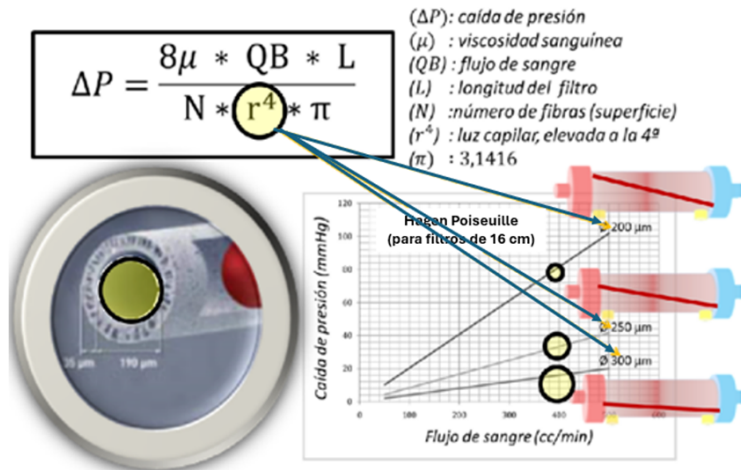 ΔP = 8μ * QB * L / N * r⁴ * π
(ΔP): caída de presión
(μ) : viscosidad sanguínea
(QB) : flujo de sangre
(L) : longitud del filtro
(N) :número de fibras (superficie)
(r⁴) : luz capilar, elevada a la 4ª
(π) : 3,1416
35 μm
190 μm
Hagen Poiseuille
(para filtros de 16 cm)
Caída de presión (mmHg)
120
100
80
60
40
20
0
0
100
200
300
400
Flujo de sangre (cc/min)
Ø 200 μm
Ø 250 μm
Ø 300 μm